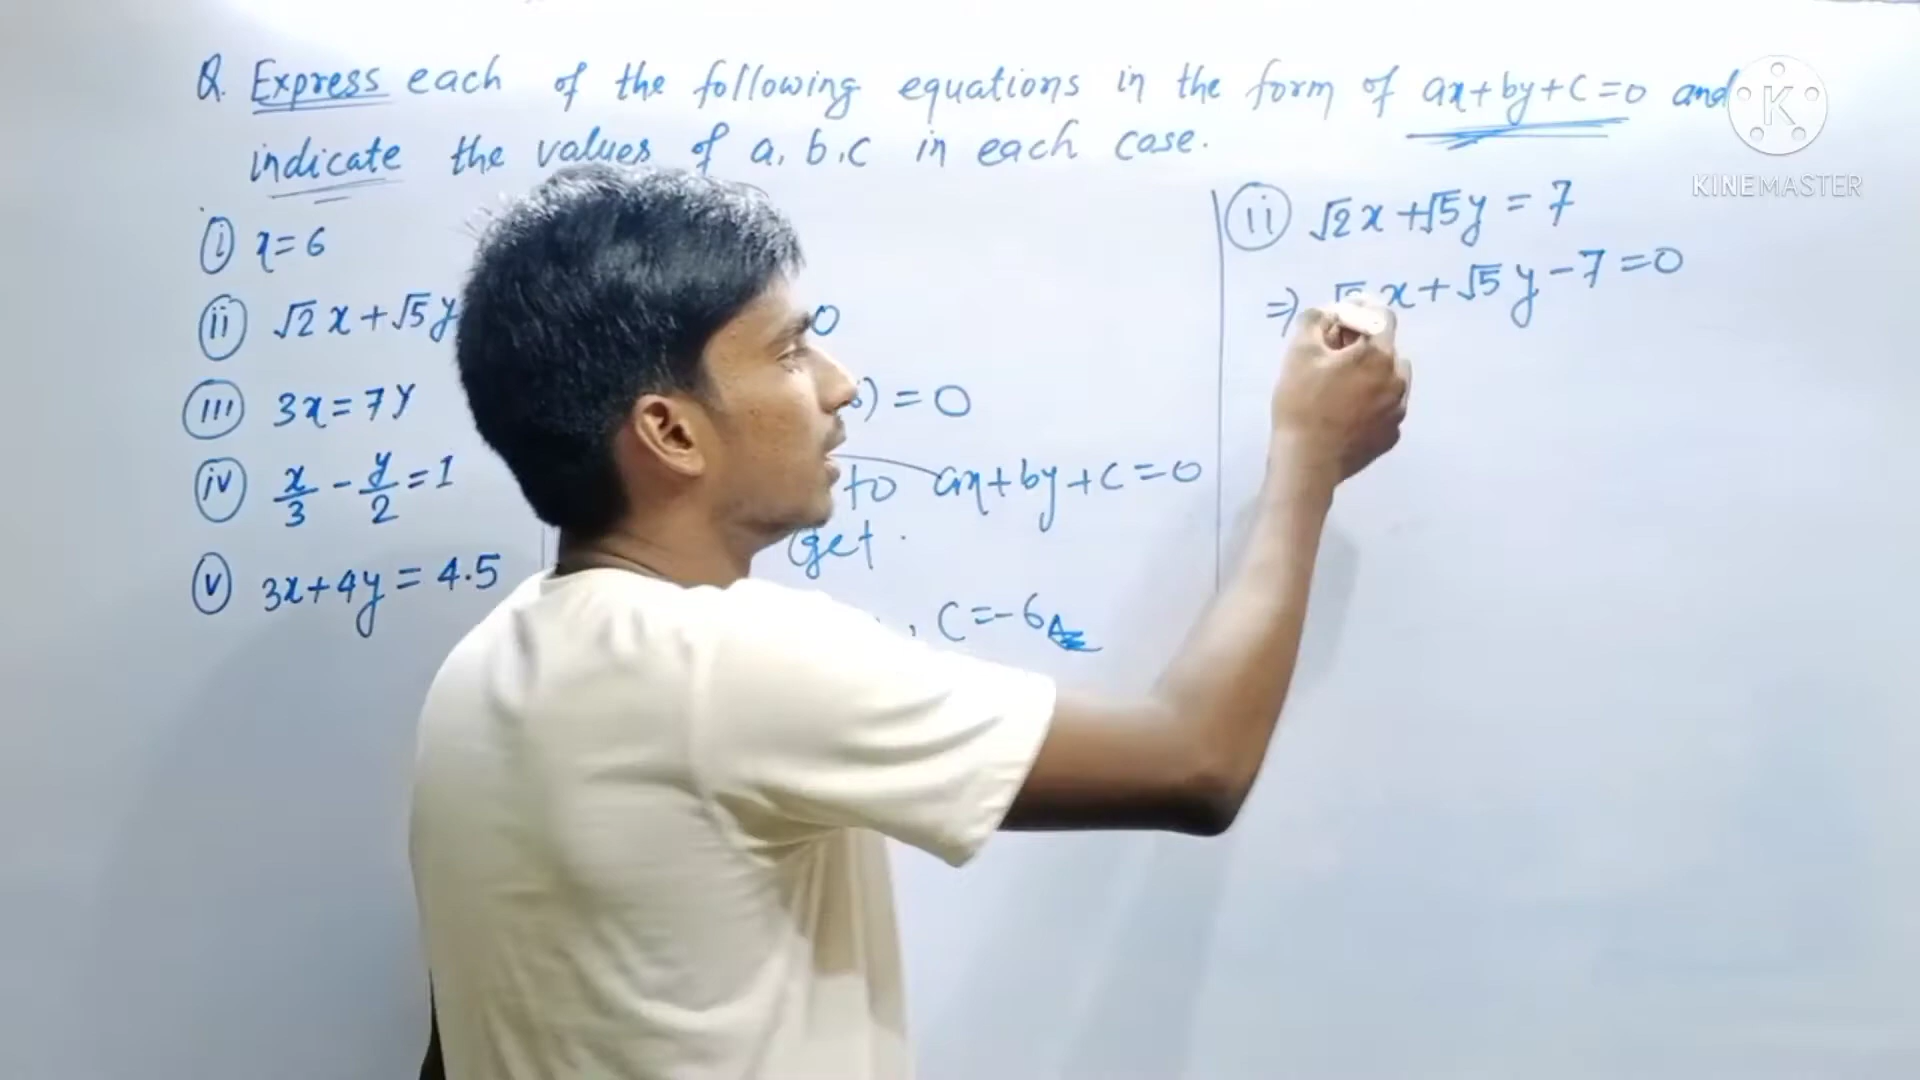 Q. Express each of the following equations in the form of ax+by+c=0 and
indicate the values of a, b, c in each case.
(i) x=6
(ii) √2x+√5y
(iii) 3x=7y
(iv) x/3 - y/2 = 1
(v) 3x+4y=4.5
0
) = 0
to ax+by+c=0
get.
, c=-6
(ii) √2x+√5y=7
⇒ x+√5y-7=0
KINEMASTER